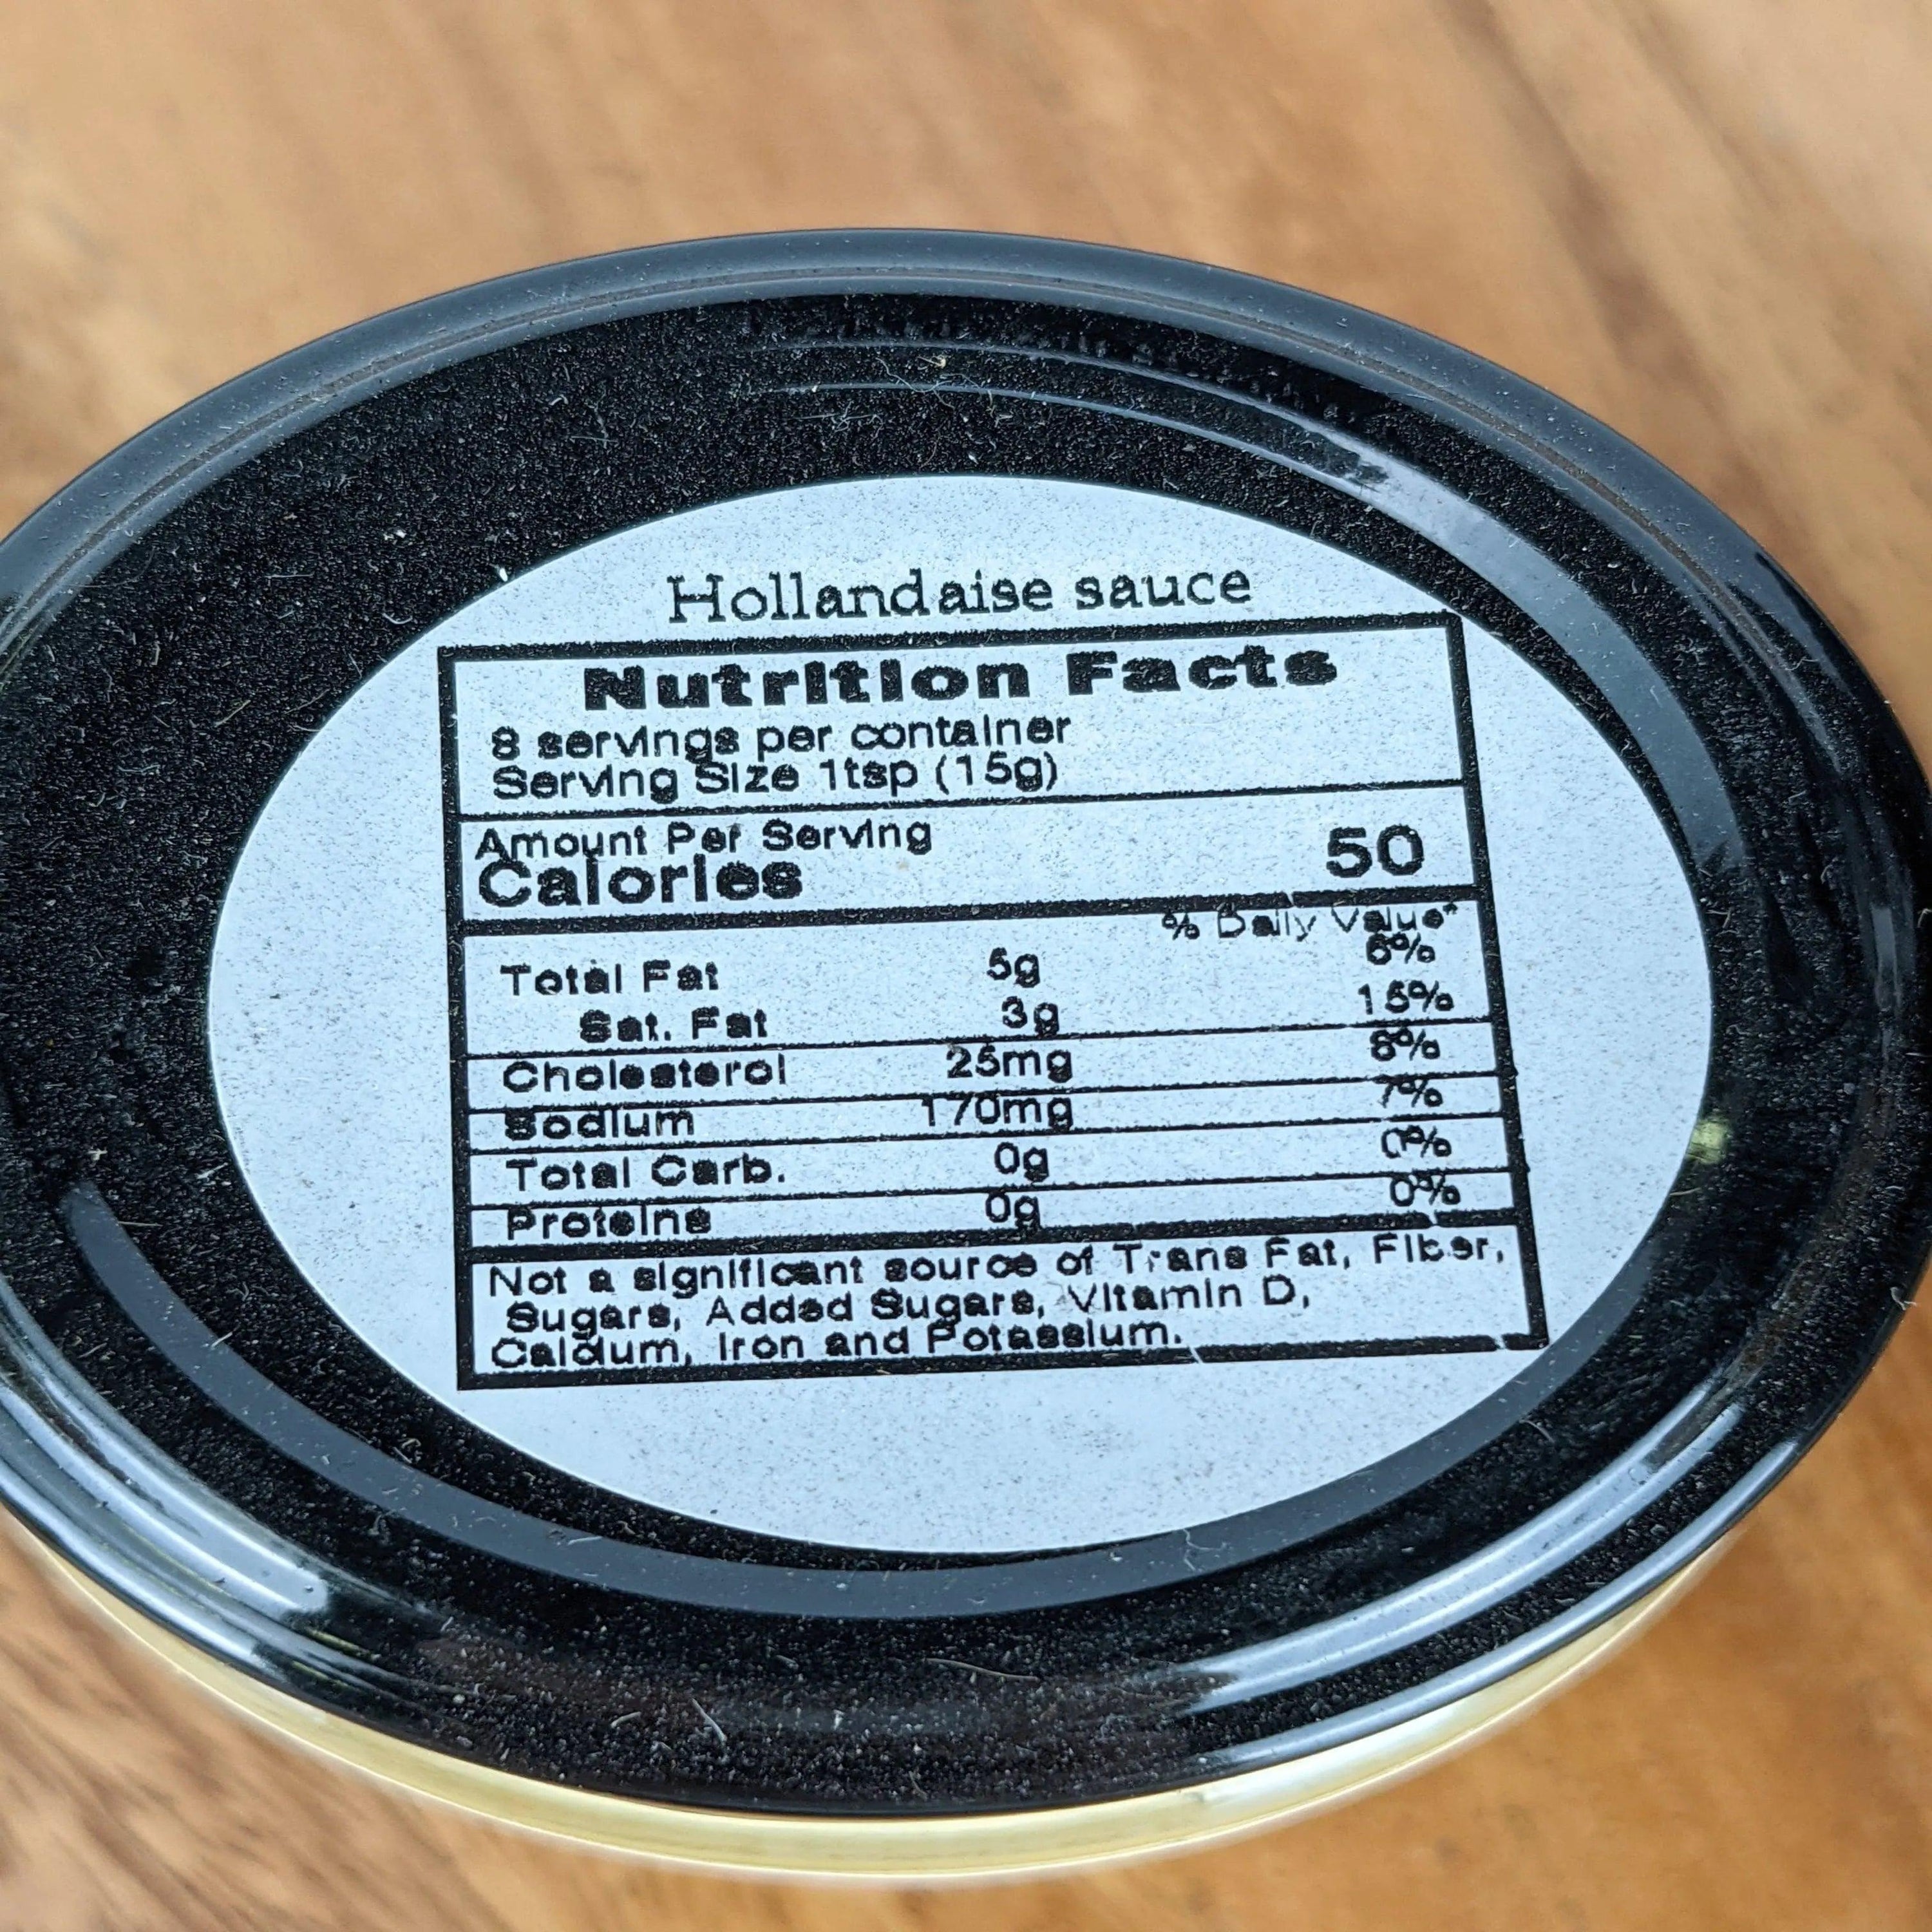 Hollandaise sauce
Nutrition Facts
8 servings per container
Serving Size 1tsp (15g)
Amount Per Serving
Calories 50
% Daily Value*
Total Fat 5g 6%
Sat. Fat 3g 15%
Cholesterol 25mg 8%
Sodium 170mg 7%
Total Carb. 0g 0%
Proteins 0g 0%
Not a significant source of Trans Fat, Fiber,
Sugars, Added Sugars, Vitamin D,
Calcium, Iron and Potassium.